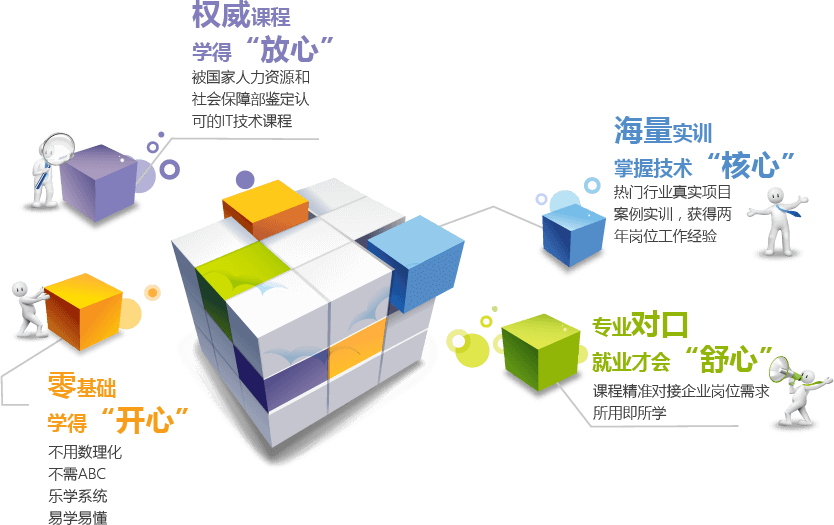 权威课程
学得“放心”
被国家人力资源和
社会保障部鉴定认
可的IT技术课程
海量实训
掌握技术“核心”
热门行业真实项目
案例实训，获得两
年岗位工作经验
零基础
学得“开心”
不用数理化
不需ABC
乐学系统
易学易懂
专业对口
就业才会“舒心”
课程精准对接企业岗位需求
所用即所学